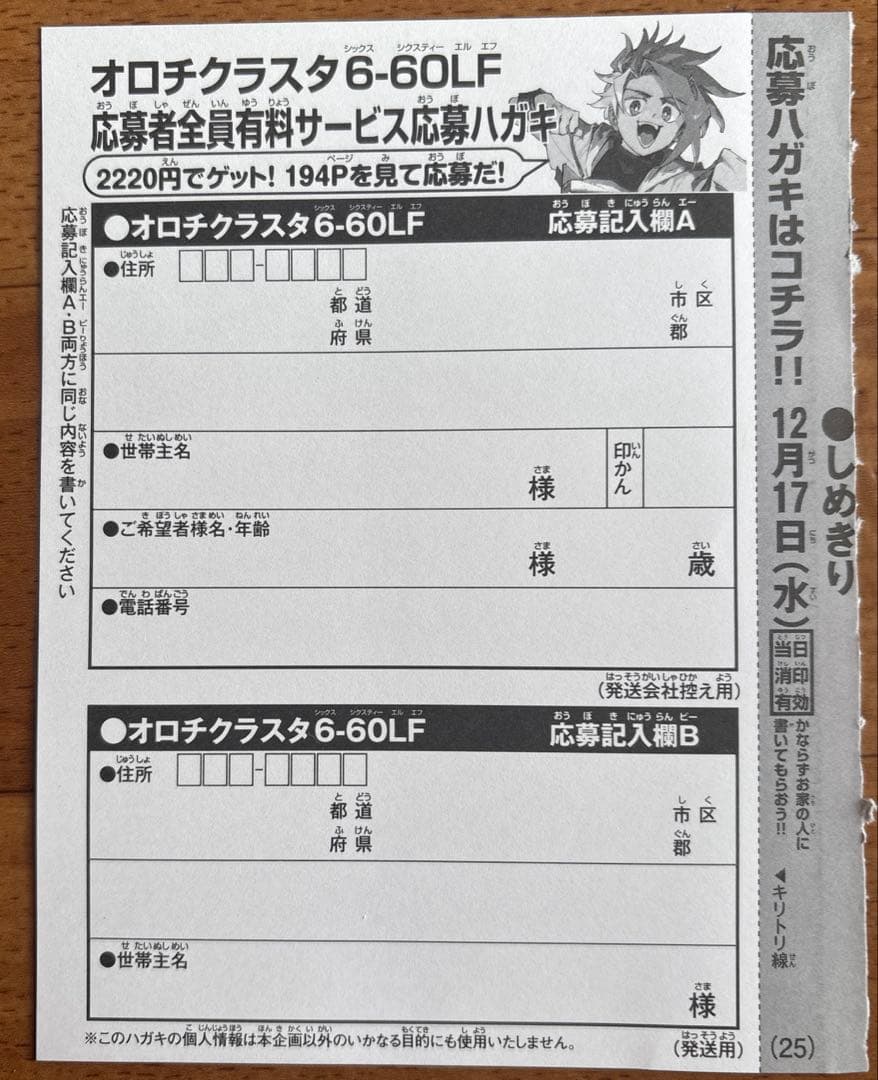 オロチクラスタ6-60LF
応募者全員有料サービス応募ハガキ
2220円でゲット! 194Pを見て応募だ!
応募記入欄A・B両方に同じ内容を書いてください
●オロチクラスタ6-60LF 応募記入欄A
●住所 □□□-□□□□
都道 市区
府県 郡
●世帯主名 様 印かん
●ご希望者様名・年齢 様 歳
●電話番号
(発送会社控え用)
●オロチクラスタ6-60LF 応募記入欄B
●住所 □□□-□□□□
都道 市区
府県 郡
●世帯主名
様
※このハガキの個人情報は本企画以外のいかなる目的にも使用いたしません。
(発送用)
応募ハガキはコチラ!!
●しめきり
12月17日(水)
当日
消印
有効
かならずお家の人に
書いてもらおう!!
◀キリトリ線
(25)